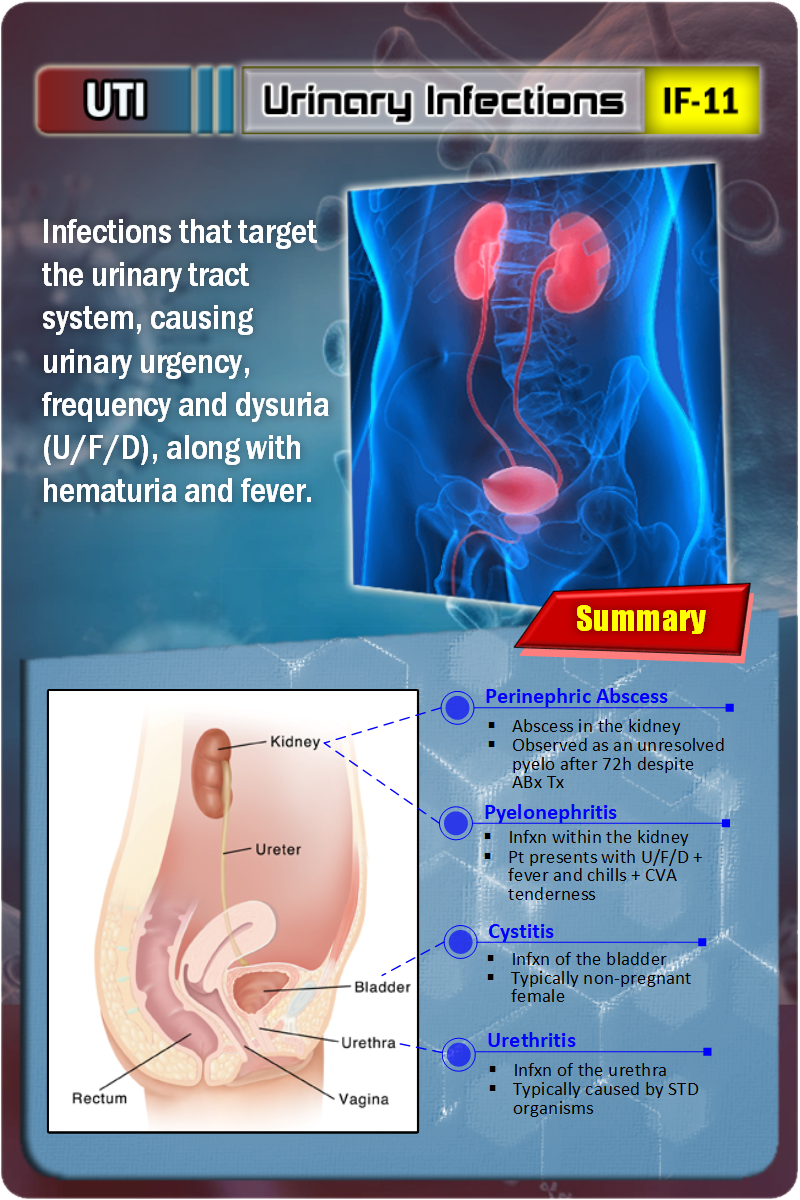 UTI
Urinary Infections
IF-11
Infections that target
the urinary tract
system, causing
urinary urgency,
frequency and dysuria
(U/F/D), along with
hematuria and fever.
Summary
Kidney
Ureter
Bladder
Urethra
Vagina
Rectum
Perinephric Abscess
▪ Abscess in the kidney
▪ Observed as an unresolved
pyelo after 72h despite
ABx Tx
Pyelonephritis
▪ Infxn within the kidney
▪ Pt presents with U/F/D +
fever and chills + CVA
tenderness
Cystitis
▪ Infxn of the bladder
▪ Typically non-pregnant
female
Urethritis
▪ Infxn of the urethra
▪ Typically caused by STD
organisms